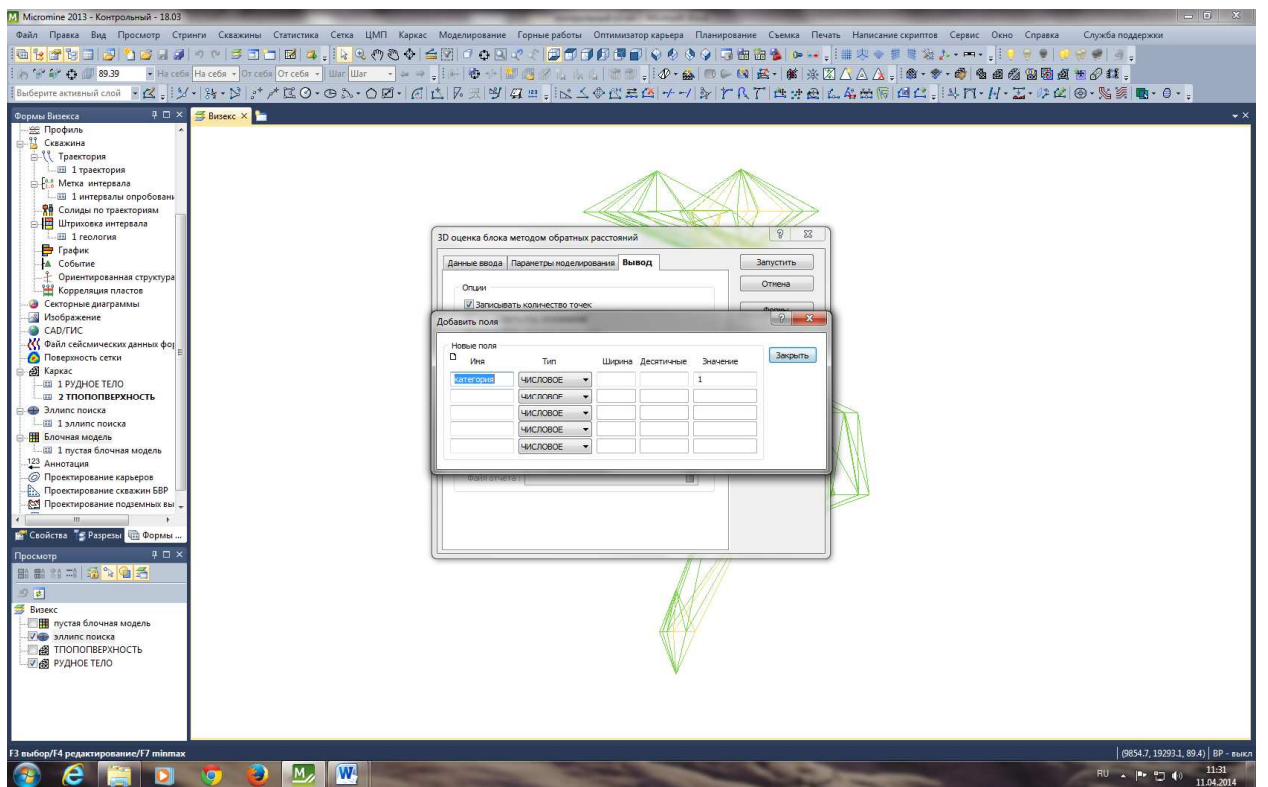 Micromine 2013 - Контрольный - 18.03
Файл Правка Вид Просмотр Стринги Скважины Статистика Сетка ЦМП Каркас Моделирование Горные работы Оптимизатор карьера Планирование Съемка Печать Написание скриптов Сервис Окно Справка Служба поддержки
89.39 На себя На себя От себя От себя Шаг Шаг
Выберите активный слой
Формы Визекса
Визекс
Профиль
Скважина
Траектория
1 траектория
Метка интервала
1 интервалы опробовани
Солиды по траекториям
Штриховка интервала
1 геология
График
Событие
Ориентированная структура
Корреляция пластов
Секторные диаграммы
Изображение
CAD/ГИС
Файл сейсмических данных фор
Поверхность сетки
Каркас
1 РУДНОЕ ТЕЛО
2 ТПОПОПВЕРХНОСТЬ
Эллипс поиска
1 эллипс поиска
Блочная модель
1 пустая блочная модель
Аннотация
Проектирование карьеров
Проектирование скважин БВР
Проектирование подземных вы
Свойства Разрезы Формы ...
Просмотр
Визекс
пустая блочная модель
эллипс поиска
ТПОПОПВЕРХНОСТЬ
РУДНОЕ ТЕЛО
3D оценка блока методом обратных расстояний
Данные ввода Параметры моделирования Вывод
Запустить
Отмена
Формы
Опции
Записывать количество точек
Добавить поля
Новые поля
Имя Тип Ширина Десятичные Значение
Закрыть
категория ЧИСЛОВОЕ 1
ЧИСЛОВОЕ
ЧИСЛОВОЕ
ЧИСЛОВОЕ
ЧИСЛОВОЕ
Файл отчета :
F3 выбор/F4 редактирование/F7 minmax
(9854.7, 19293.1, 89.4) ВР - выкл
RU
11:31
11.04.2014